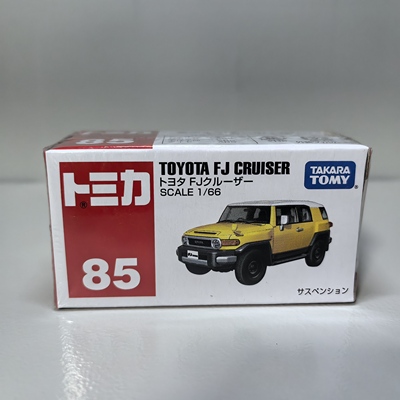 85
トミカ
TOYOTA FJ CRUISER
トヨタ FJクルーザー
SCALE 1/66
TAKARA
TOMY
85
サスペンション